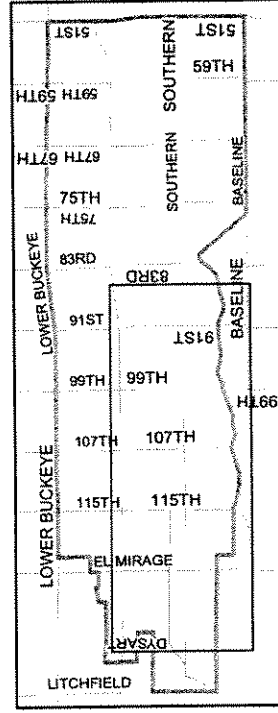 51ST
51ST
59TH 59TH
SOUTHERN
59TH
67TH 67TH
75TH
75TH
SOUTHERN
LOWER BUCKEYE
83RD
83RD
BASELINE
91ST
91ST
BASELINE
99TH
99TH
99TH
107TH
107TH
LOWER BUCKEYE
115TH
115TH
EL MIRAGE
DYSART
LITCHFIELD